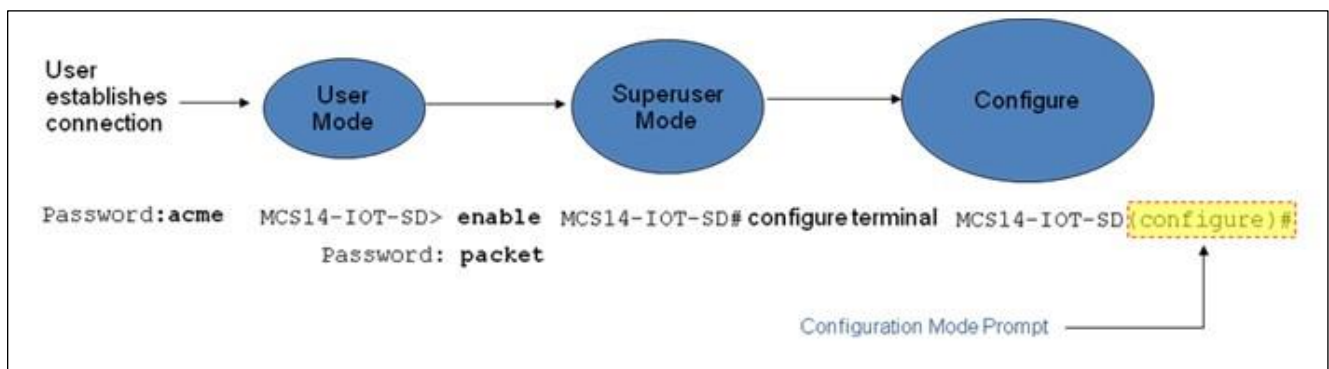 User
establishes
connection
User
Mode
Superuser
Mode
Configure
Password:acme MCS14-IOT-SD> enable MCS14-IOT-SD# configure terminal MCS14-IOT-SD(configure)#
Password: packet
Configuration Mode Prompt